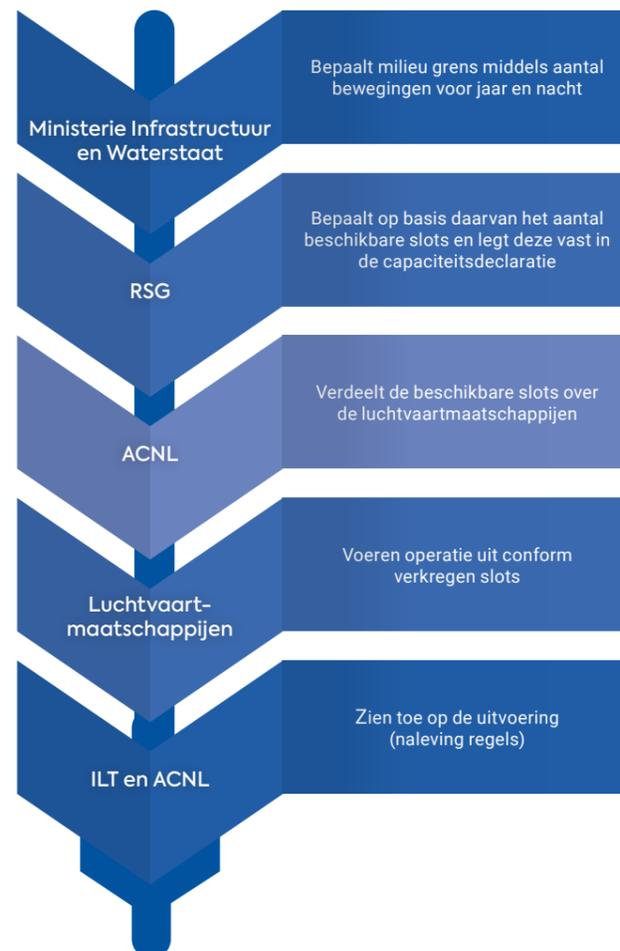 Bepaalt milieu grens middels aantal
bewegingen voor jaar en nacht
Ministerie Infrastructuur
en Waterstaat
Bepaalt op basis daarvan het aantal
beschikbare slots en legt deze vast in
de capaciteitsdeclaratie
RSG
Verdeelt de beschikbare slots over
de luchtvaartmaatschappijen
ACNL
Voeren operatie uit conform
verkregen slots
Luchtvaart-
maatschappijen
Zien toe op de uitvoering
(naleving regels)
ILT en ACNL